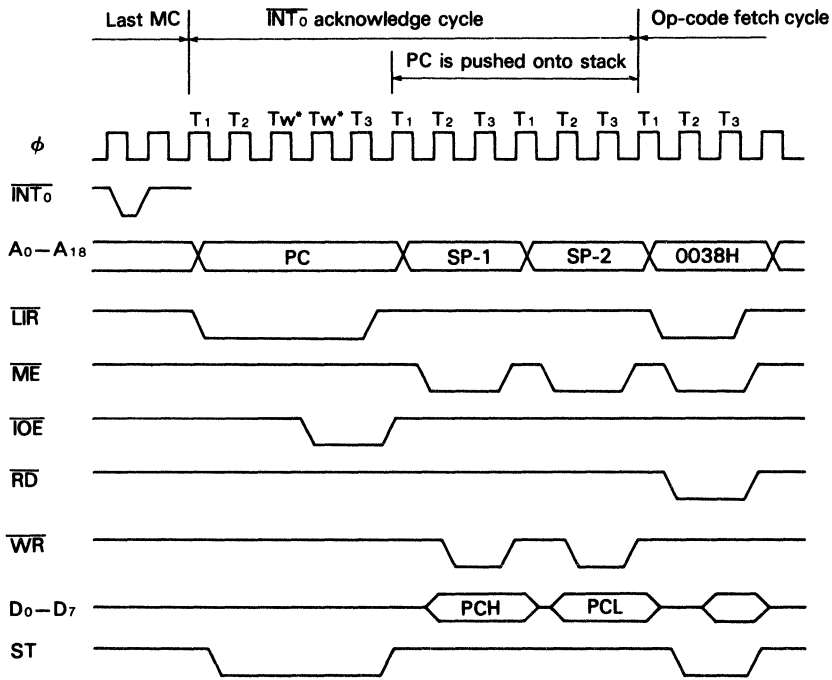 Last MC
INT₀ acknowledge cycle
Op-code fetch cycle
PC is pushed onto stack
T₁ T₂ Tw* Tw* T₃ T₁ T₂ T₃ T₁ T₂ T₃ T₁ T₂ T₃
ϕ
INT₀
A₀–A₁₈ PC SP-1 SP-2 0038H
LIR
ME
IOE
RD
WR
D₀–D₇ PCH PCL
ST